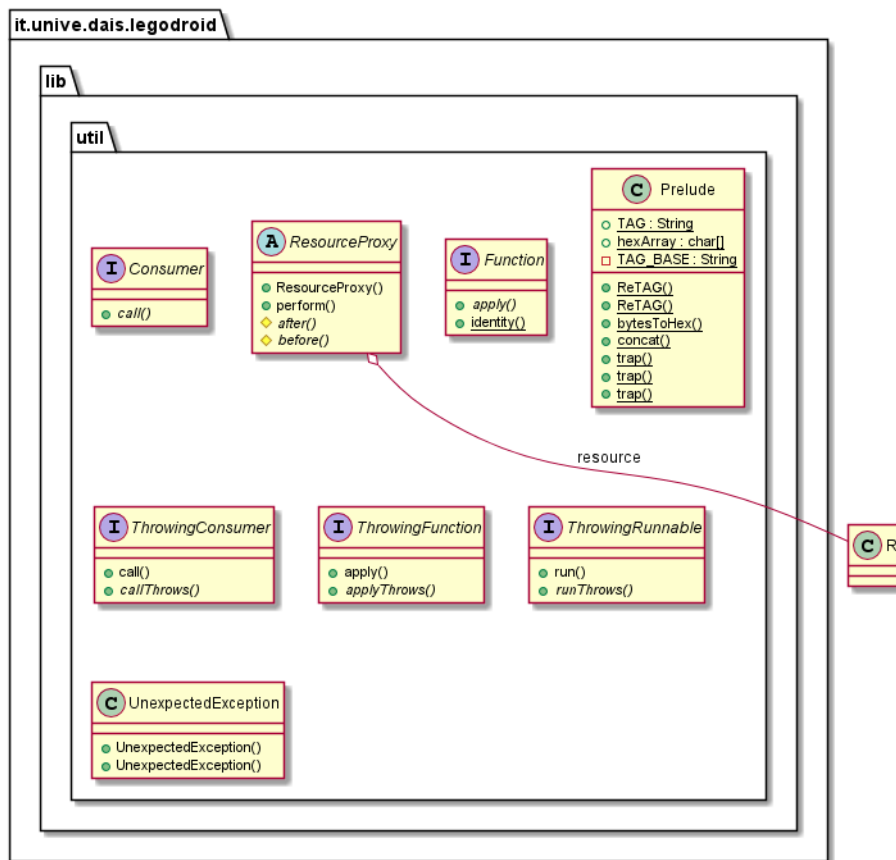 it.unive.dais.legodroid
lib
util
I Consumer
call()
A ResourceProxy
ResourceProxy()
perform()
after()
before()
I Function
apply()
identity()
C Prelude
TAG : String
hexArray : char[]
TAG_BASE : String
ReTAG()
ReTAG()
bytesToHex()
concat()
trap()
trap()
trap()
resource
I ThrowingConsumer
call()
callThrows()
I ThrowingFunction
apply()
applyThrows()
I ThrowingRunnable
run()
runThrows()
C R
C UnexpectedException
UnexpectedException()
UnexpectedException()